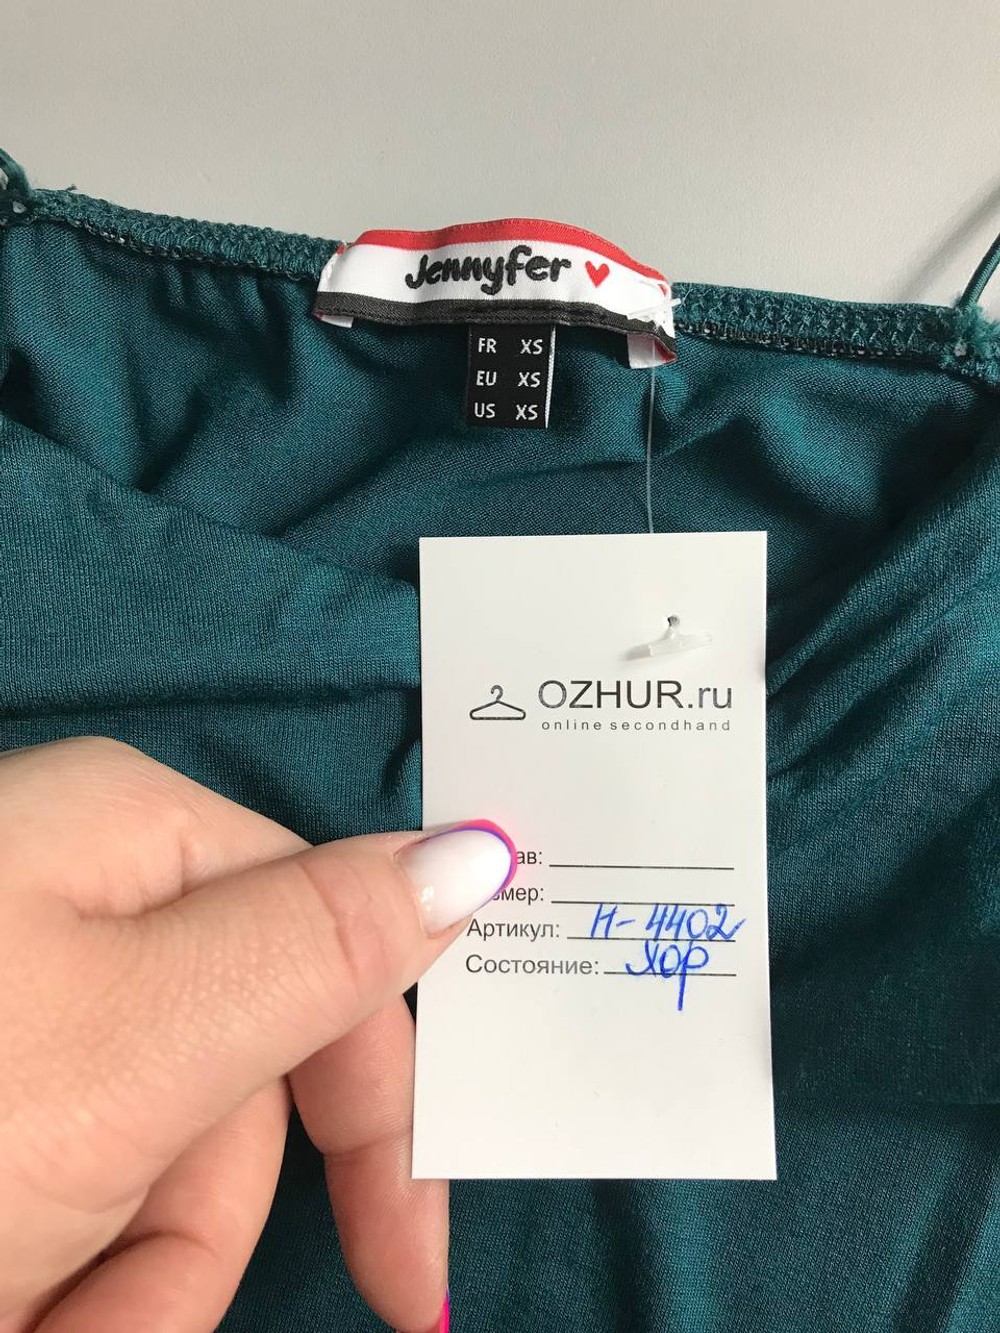 Jennyfer
FR XS
EU XS
US XS
OZHUR.ru
online secondhand
Артикул: Н-4402
Состояние: хор